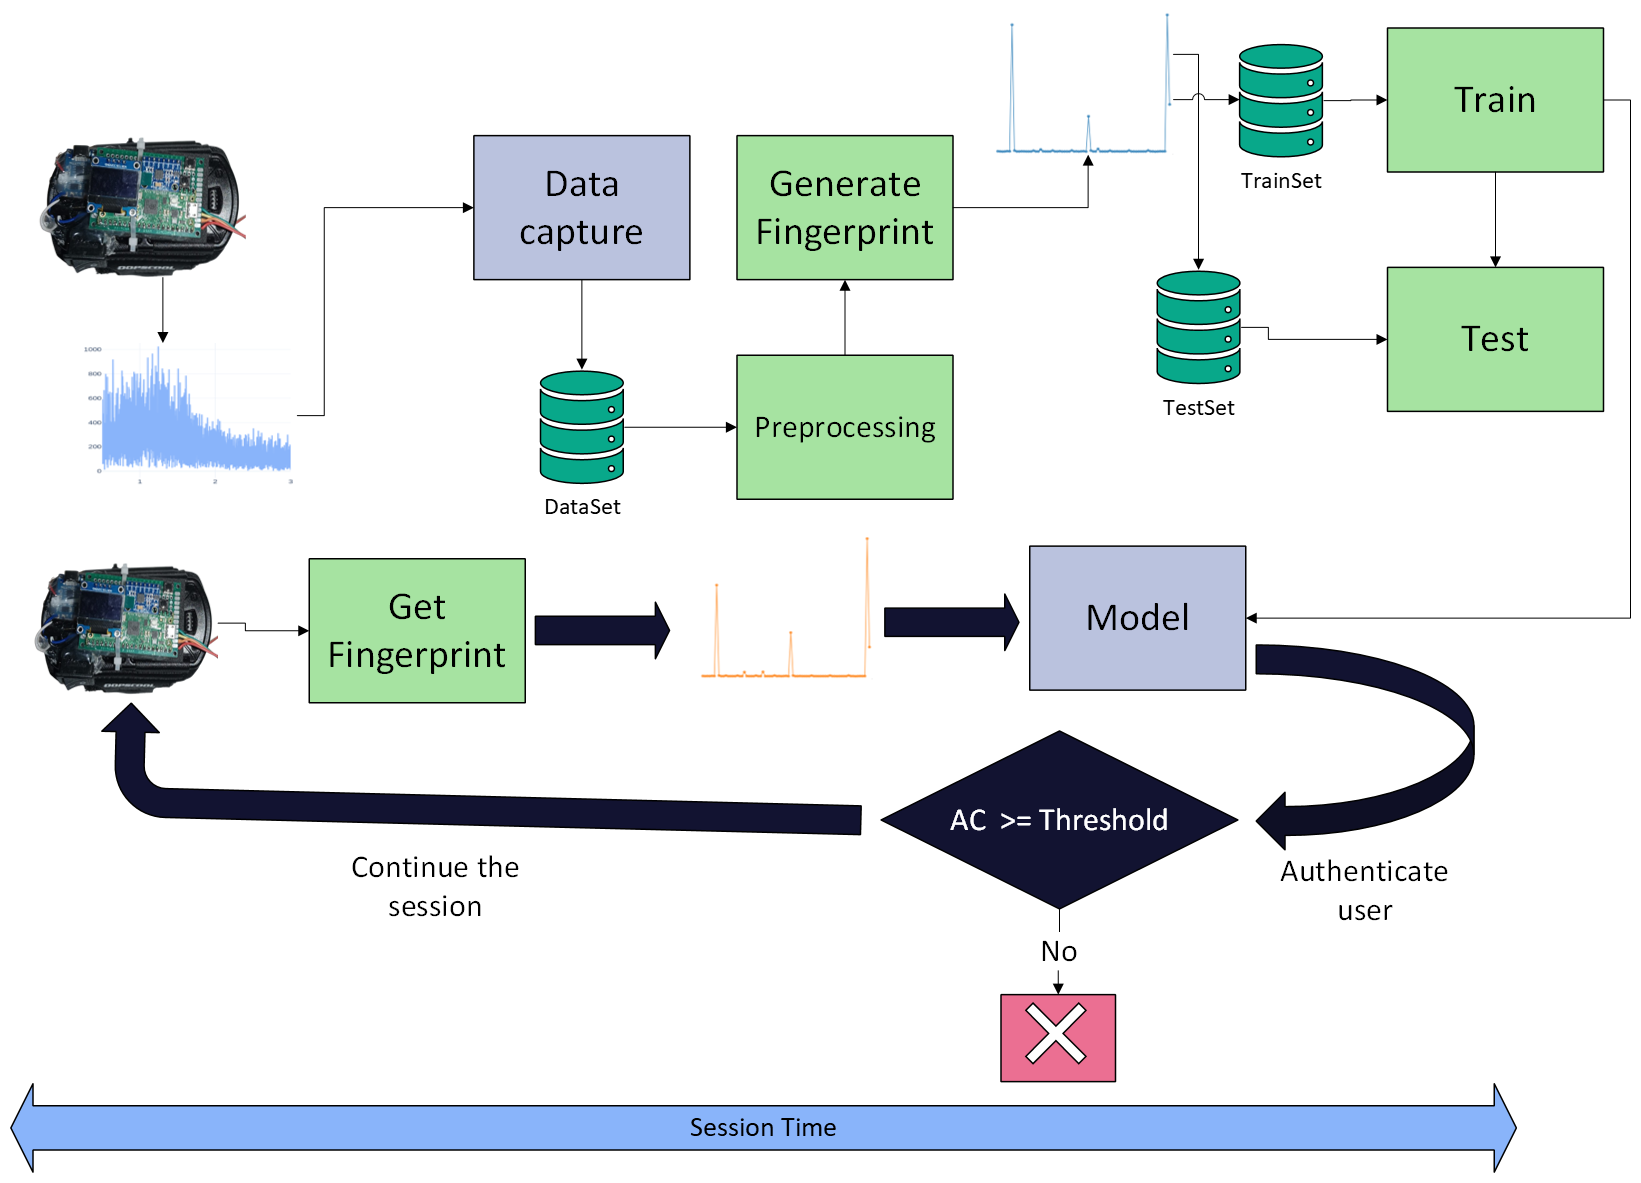 Train
TrainSet
Data
capture
Generate
Fingerprint
Test
TestSet
1000
800
600
400
200
0
1
2
3
Preprocessing
DataSet
Get
Fingerprint
Model
AC >= Threshold
Continue the
session
Authenticate
user
No
Session Time